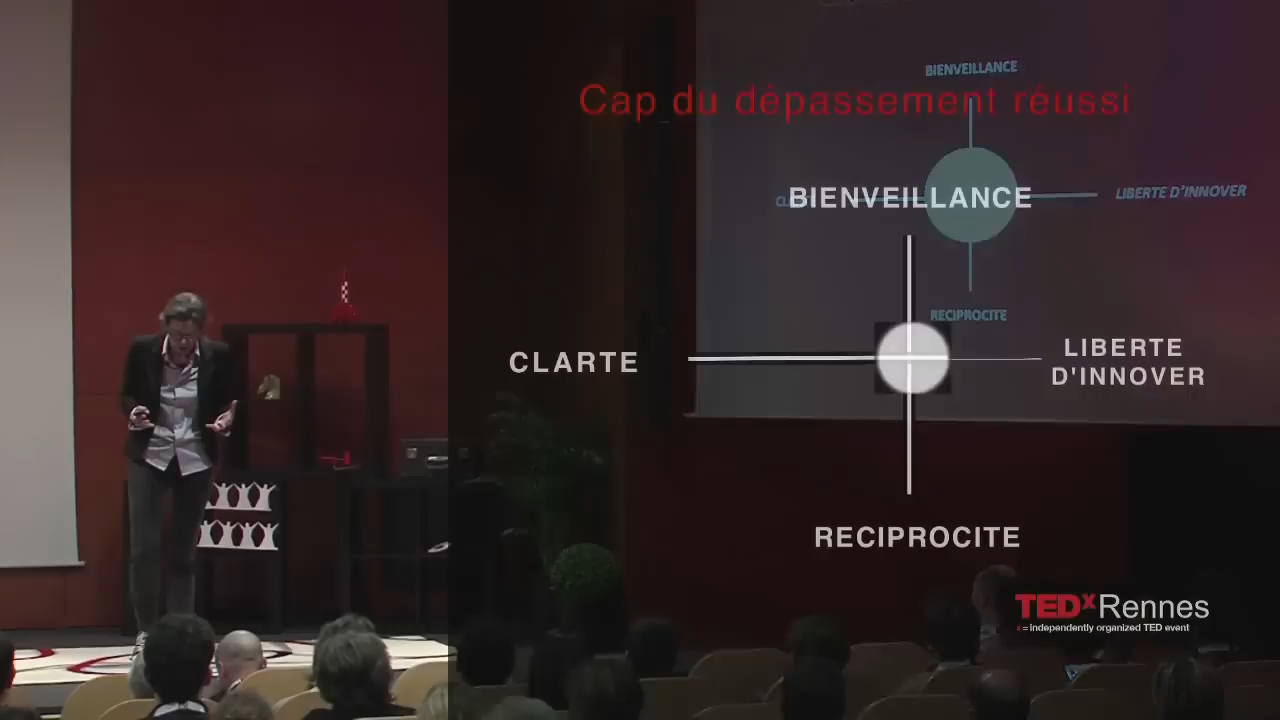 BIENVEILLANCE
Cap du dépassement réussi
LIBERTE D'INNOVER
BIENVEILLANCE
RECIPROCITE
CLARTE
LIBERTE
D'INNOVER
RECIPROCITE
TEDxRennes
x = independently organized TED event